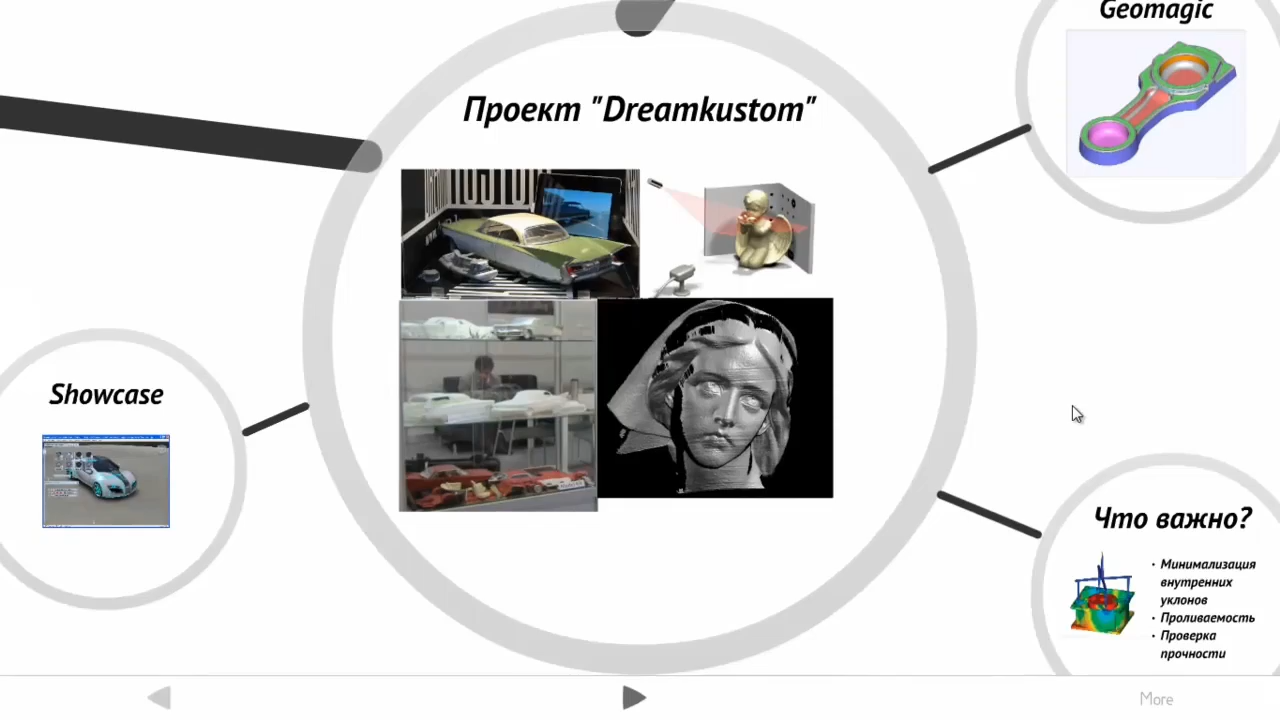 Geomagic
Проект "Dreamkustom"
Showcase
Что важно?
· Минимализация
внутренних
уклонов
· Проливаемость
· Проверка
прочности
More